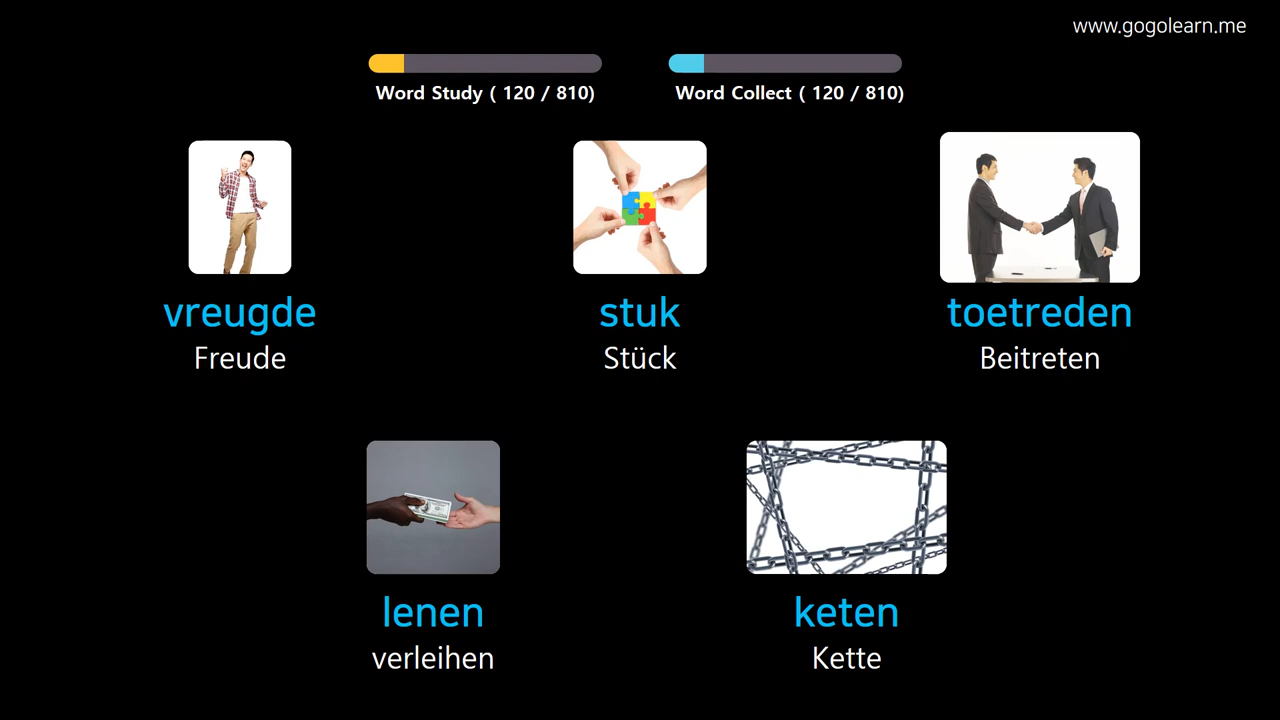 www.gogolearn.me
Word Study ( 120 / 810)
Word Collect ( 120 / 810)
vreugde
Freude
stuk
Stück
toetreden
Beitreten
lenen
verleihen
keten
Kette